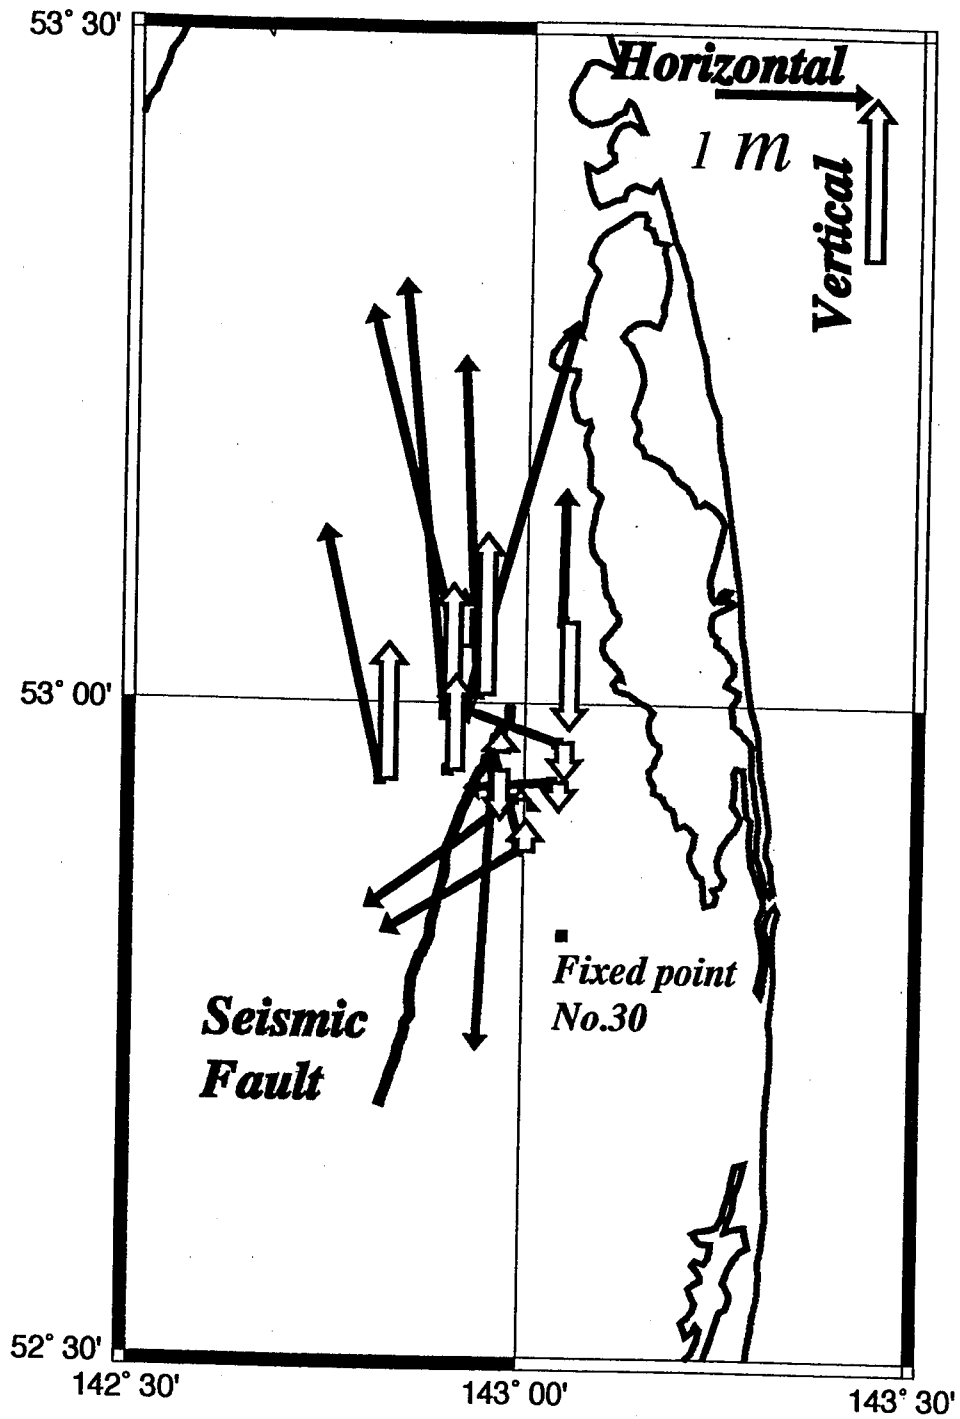 53° 30'
Horizontal
1 m
Vertical
53° 00'
Fixed point
No.30
Seismic
Fault
52° 30'
142° 30'
143° 00'
143° 30'